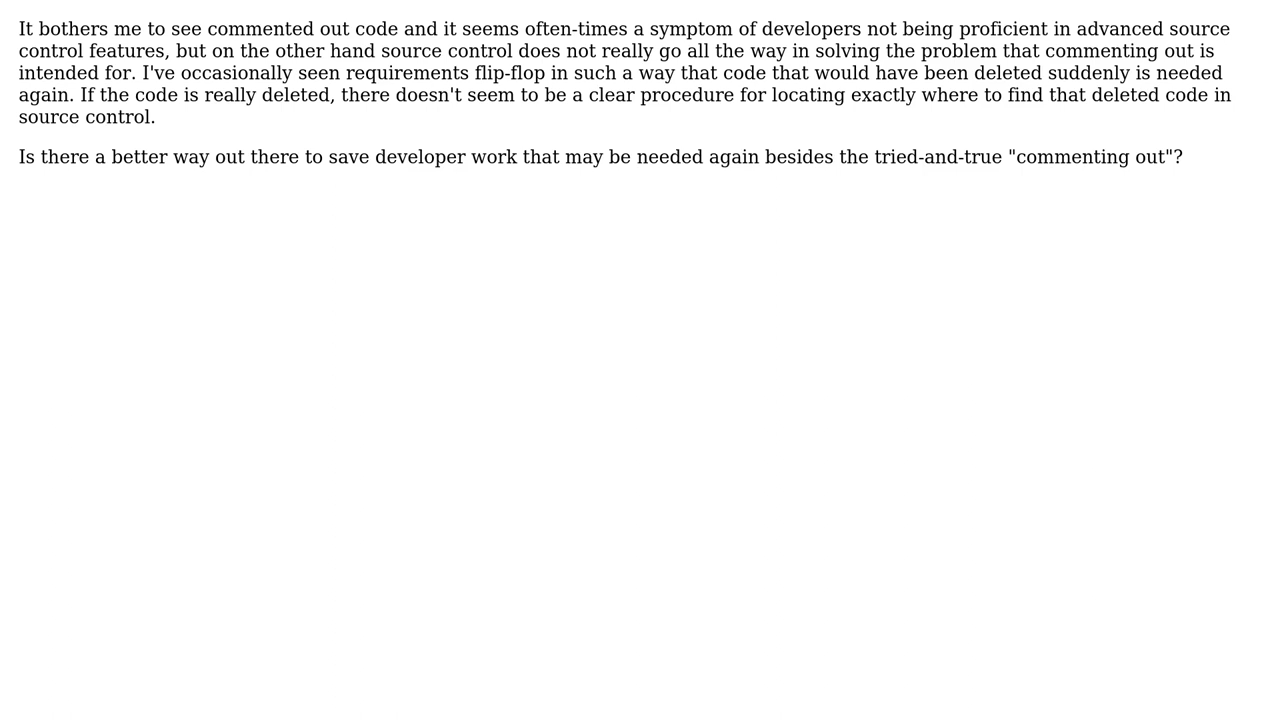 It bothers me to see commented out code and it seems often-times a symptom of developers not being proficient in advanced source
control features, but on the other hand source control does not really go all the way in solving the problem that commenting out is
intended for. I've occasionally seen requirements flip-flop in such a way that code that would have been deleted suddenly is needed
again. If the code is really deleted, there doesn't seem to be a clear procedure for locating exactly where to find that deleted code in
source control.
Is there a better way out there to save developer work that may be needed again besides the tried-and-true "commenting out"?